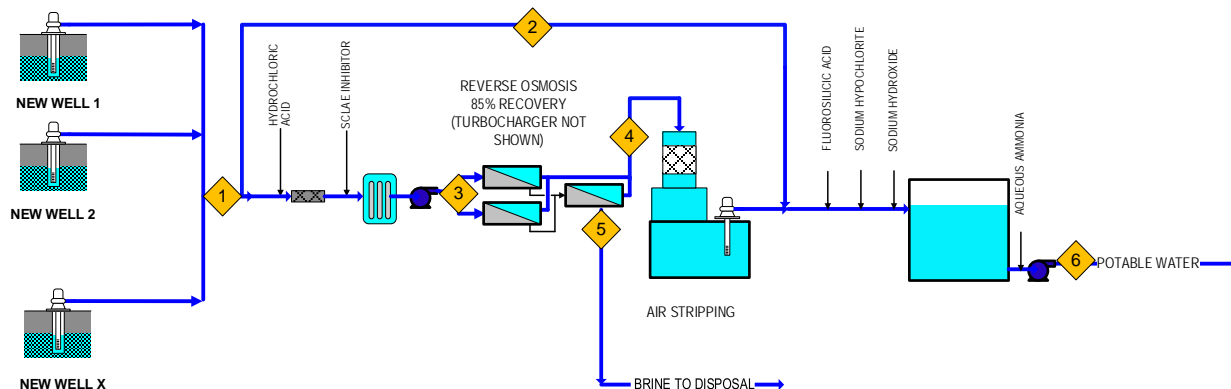 NEW WELL 1
NEW WELL 2
NEW WELL X
1
2
HYDROCHLORIC
ACID
SCLAE INHIBITOR
REVERSE OSMOSIS
85% RECOVERY
(TURBOCHARGER NOT
SHOWN)
3
4
5
BRINE TO DISPOSAL
AIR STRIPPING
FLUOROSILICIC ACID
SODIUM HYPOCHLORITE
SODIUM HYDROXIDE
AQUEOUS AMMONIA
6
POTABLE WATER